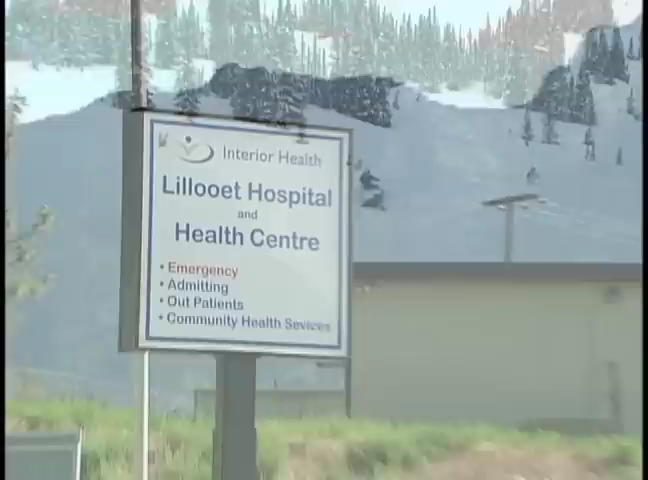 Interior Health
Lillooet Hospital
and
Health Centre
• Emergency
• Admitting
• Out Patients
• Community Health Sevices